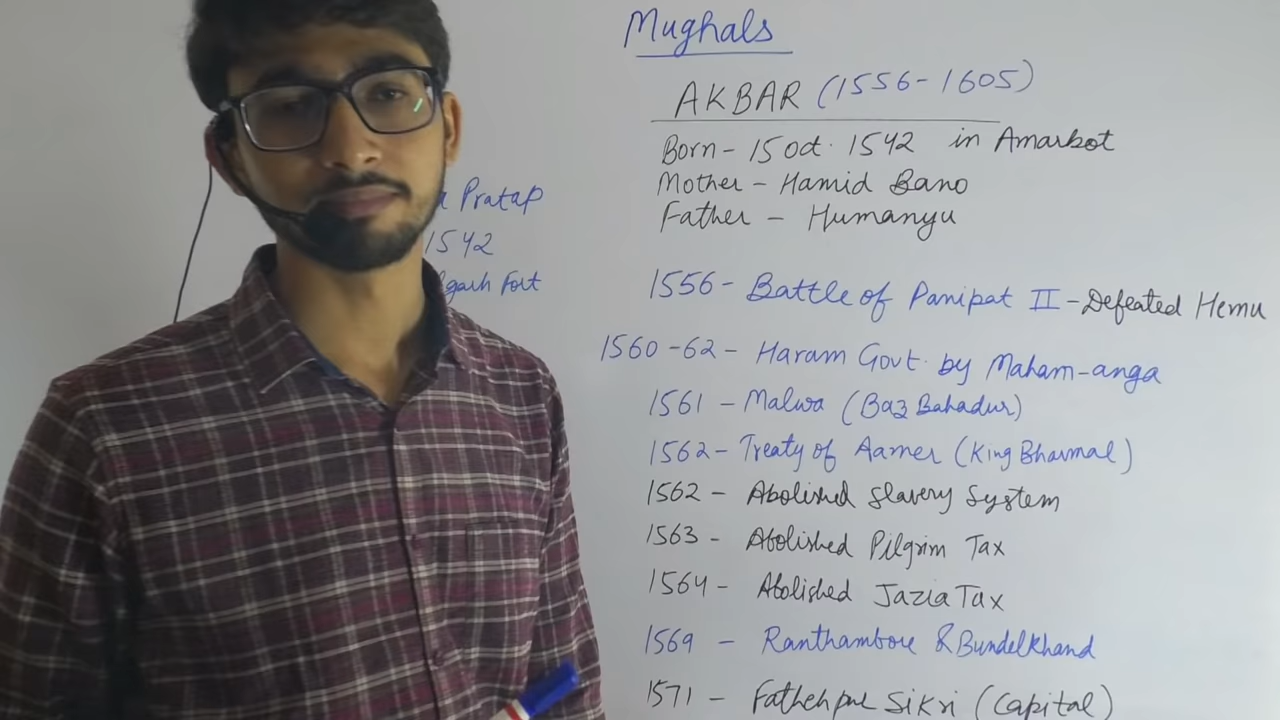 Mughals
AKBAR (1556-1605)
Born - 15 Oct. 1542 in Amarkot
Mother - Hamid Bano
Father - Humanyu
Pratap
1542
Fort
1556 - Battle of Panipat II - Defeated Hemu
1560-62 - Haram Govt. by Maham-anga
1561 - Malwa (Baz Bahadur)
1562 - Treaty of Aamer (King Bharmal)
1562 - Abolished Slavery System
1563 - Abolished Pilgrim Tax
1564 - Abolished Jazia Tax
1569 - Ranthambore & Bundelkhand
1571 - Fathehpur Sikri (Capital)